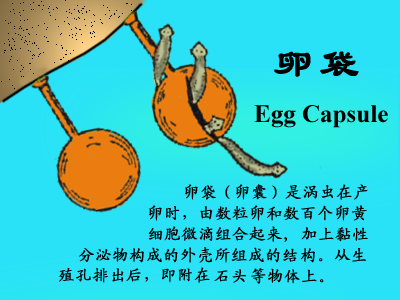 卵袋
Egg Capsule
卵袋（卵囊）是涡虫在产
卵时，由数粒卵和数百个卵黄
细胞微滴组合起来，加上黏性
分泌物构成的外壳所组成的结构。从生
殖孔排出后，即附在石头等物体上。